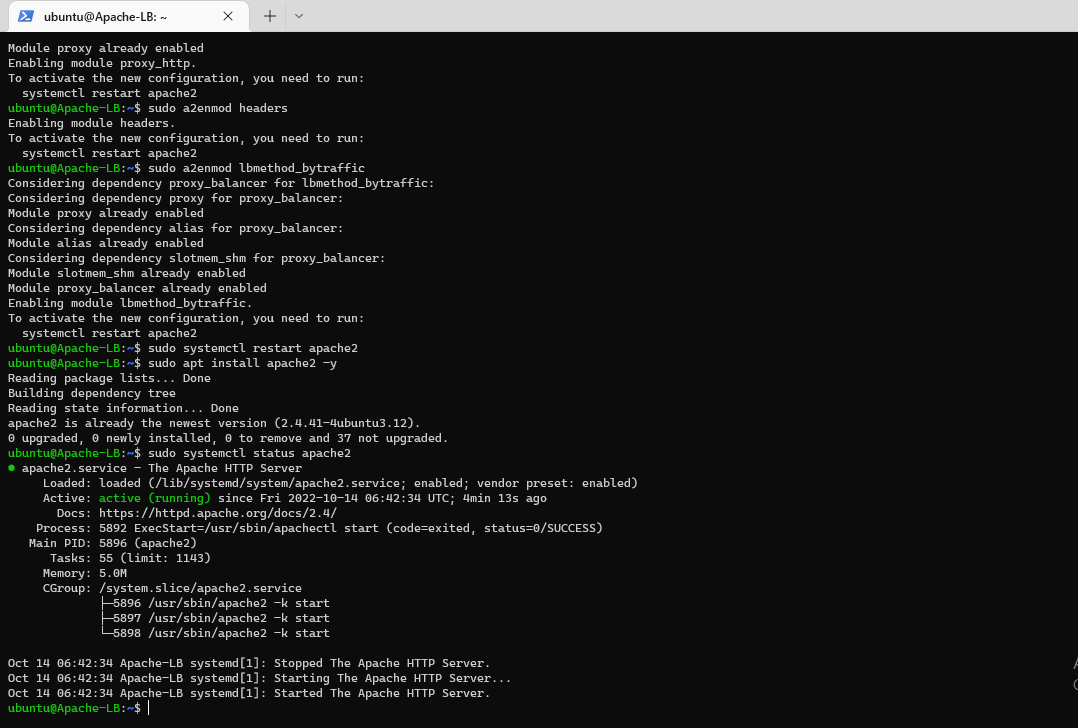 ubuntu@Apache-LB: ~
Module proxy already enabled
Enabling module proxy_http.
To activate the new configuration, you need to run:
  systemctl restart apache2
ubuntu@Apache-LB:~$ sudo a2enmod headers
Enabling module headers.
To activate the new configuration, you need to run:
  systemctl restart apache2
ubuntu@Apache-LB:~$ sudo a2enmod lbmethod_bytraffic
Considering dependency proxy_balancer for lbmethod_bytraffic:
Considering dependency proxy for proxy_balancer:
Module proxy already enabled
Considering dependency alias for proxy_balancer:
Module alias already enabled
Considering dependency slotmem_shm for proxy_balancer:
Module slotmem_shm already enabled
Module proxy_balancer already enabled
Enabling module lbmethod_bytraffic.
To activate the new configuration, you need to run:
  systemctl restart apache2
ubuntu@Apache-LB:~$ sudo systemctl restart apache2
ubuntu@Apache-LB:~$ sudo apt install apache2 -y
Reading package lists... Done
Building dependency tree
Reading state information... Done
apache2 is already the newest version (2.4.41-4ubuntu3.12).
0 upgraded, 0 newly installed, 0 to remove and 37 not upgraded.
ubuntu@Apache-LB:~$ sudo systemctl status apache2
● apache2.service - The Apache HTTP Server
     Loaded: loaded (/lib/systemd/system/apache2.service; enabled; vendor preset: enabled)
     Active: active (running) since Fri 2022-10-14 06:42:34 UTC; 4min 13s ago
       Docs: https://httpd.apache.org/docs/2.4/
    Process: 5892 ExecStart=/usr/sbin/apachectl start (code=exited, status=0/SUCCESS)
   Main PID: 5896 (apache2)
      Tasks: 55 (limit: 1143)
     Memory: 5.0M
     CGroup: /system.slice/apache2.service
             ├─5896 /usr/sbin/apache2 -k start
             ├─5897 /usr/sbin/apache2 -k start
             └─5898 /usr/sbin/apache2 -k start
Oct 14 06:42:34 Apache-LB systemd[1]: Stopped The Apache HTTP Server.
Oct 14 06:42:34 Apache-LB systemd[1]: Starting The Apache HTTP Server...
Oct 14 06:42:34 Apache-LB systemd[1]: Started The Apache HTTP Server.
ubuntu@Apache-LB:~$